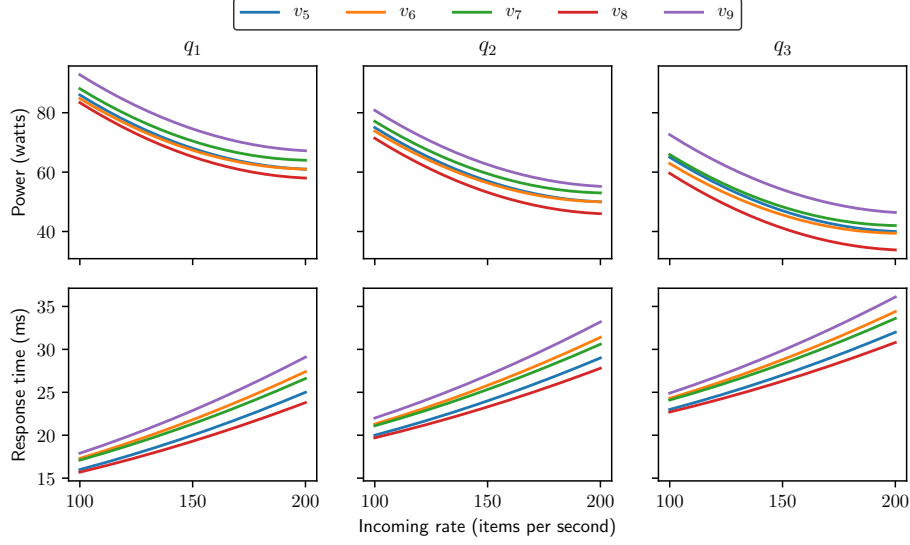 v5 v6 v7 v8 v9
q1 q2 q3
Power (watts)
80
60
40
Response time (ms)
35
30
25
20
15
100 150 200 100 150 200 100 150 200
Incoming rate (items per second)